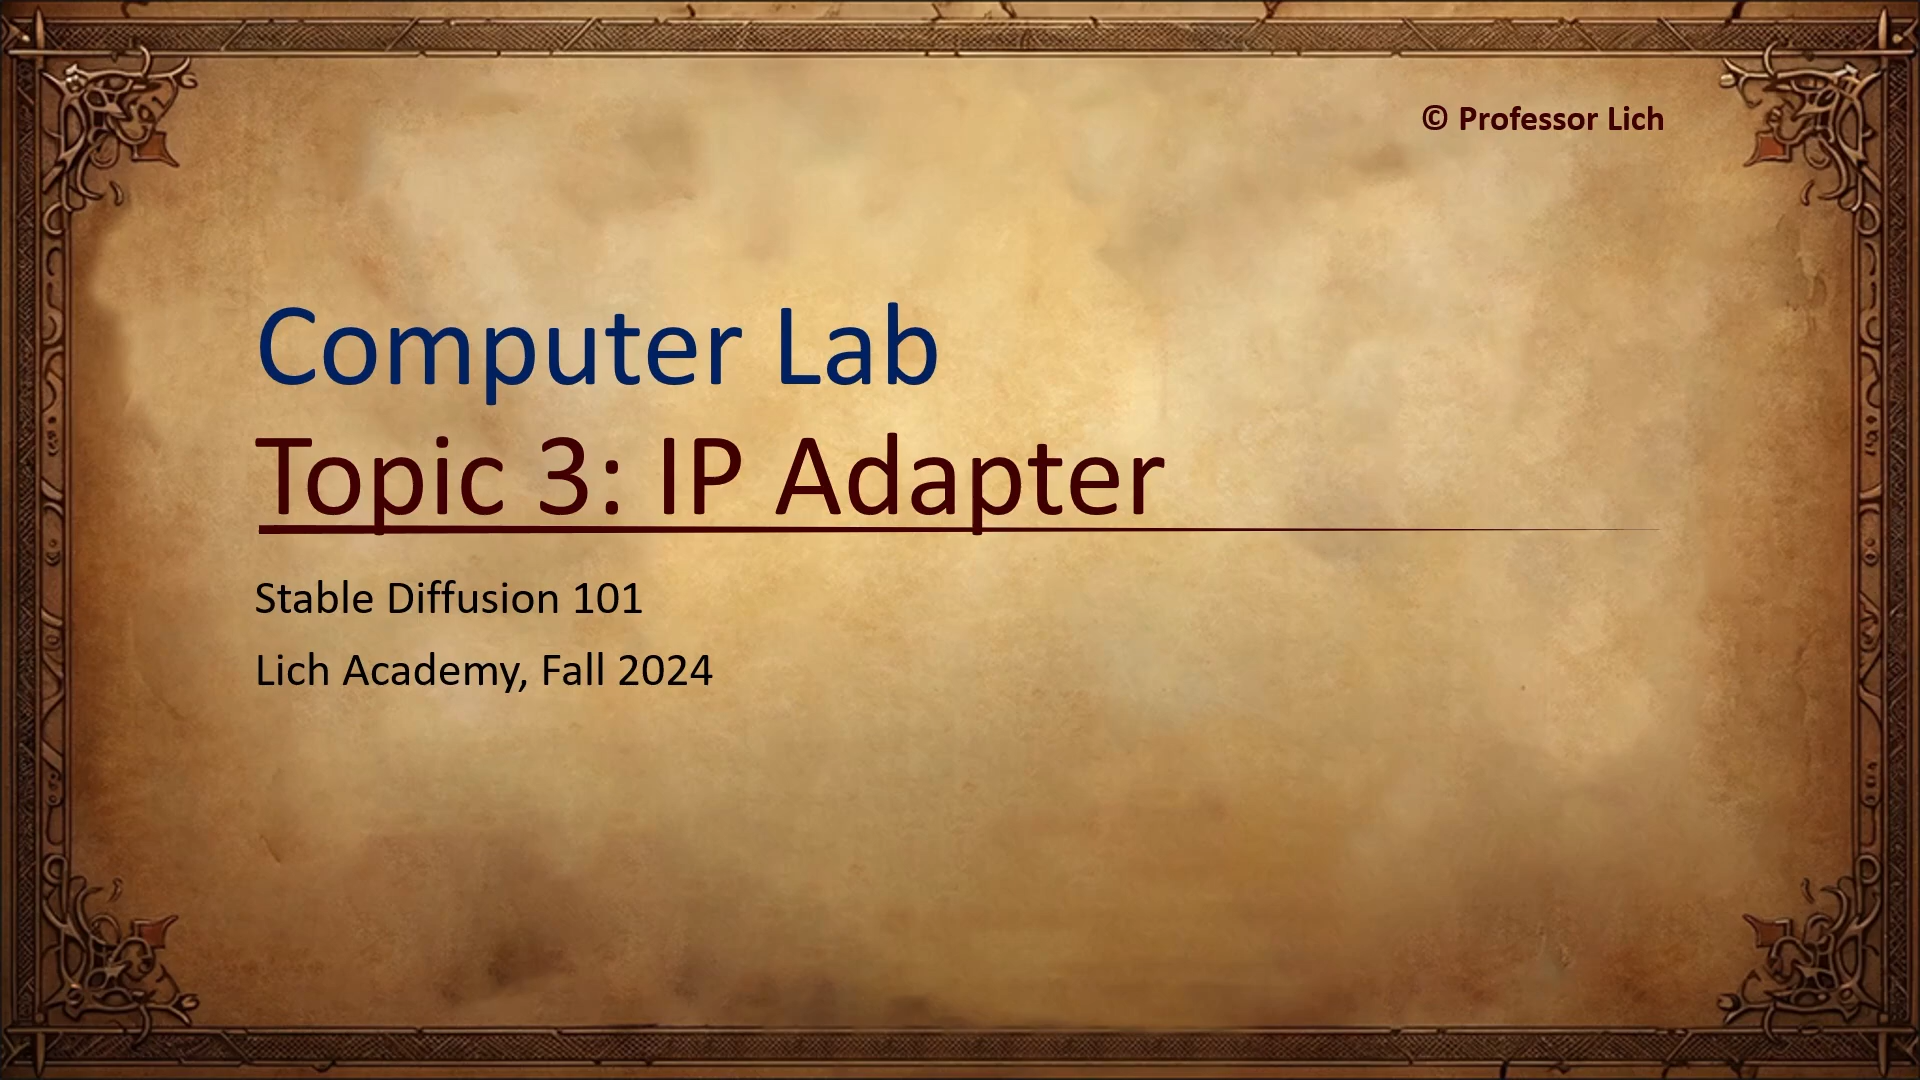 © Professor Lich
Computer Lab
Topic 3: IP Adapter
Stable Diffusion 101
Lich Academy, Fall 2024